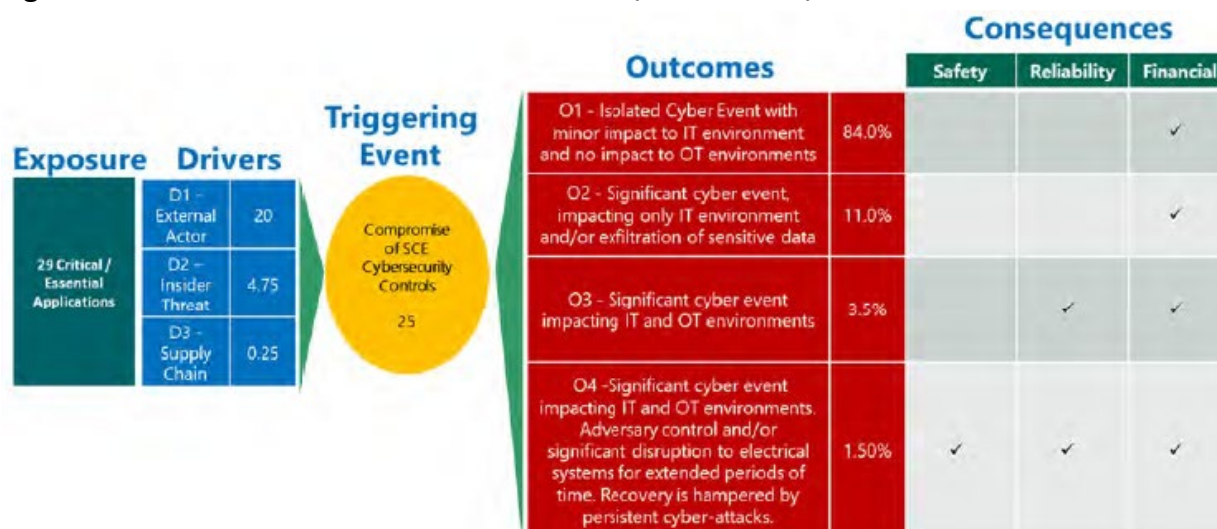 Consequences
Outcomes
Safety
Reliability
Financial
Triggering
Event
Exposure
Drivers
29 Critical /
Essential
Applications
D1 -
External
Actor
20
D2 –
Insider
Threat
4.75
D3 -
Supply
Chain
0.25
Compromise
of SCE
Cybersecurity
Controls
25
O1 - Isolated Cyber Event with
minor impact to IT environment
and no impact to OT environments
84.0%
✓
O2 - Significant cyber event,
impacting only IT environment
and/or exfiltration of sensitive data
11.0%
✓
O3 - Significant cyber event
impacting IT and OT environments
3.5%
✓ ✓
O4 -Significant cyber event
impacting IT and OT environments.
Adversary control and/or
significant disruption to electrical
systems for extended periods of
time. Recovery is hampered by
persistent cyber-attacks.
1.50%
✓ ✓ ✓